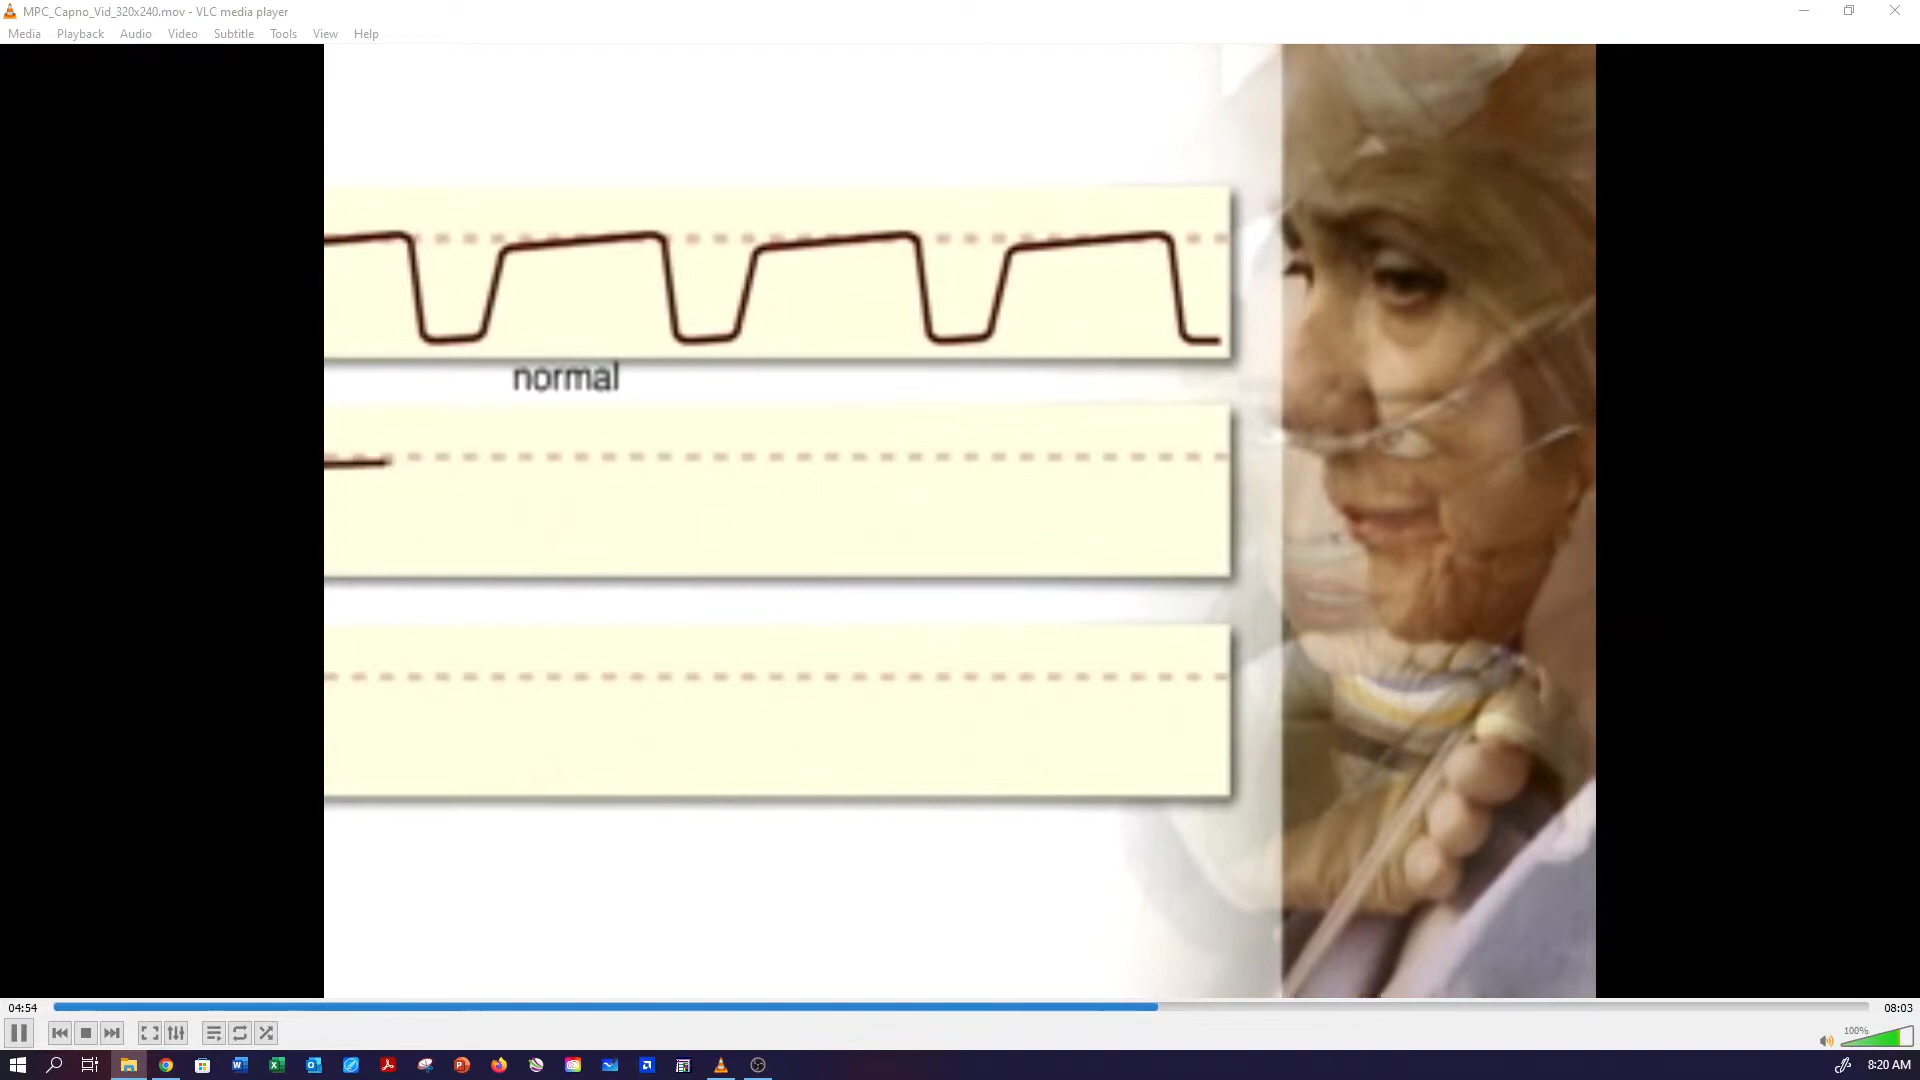 MPC_Capno_Vid_320x240.mov - VLC media player
Media Playback Audio Video Subtitle Tools View Help
normal
04:54 08:03
100%
8:20 AM